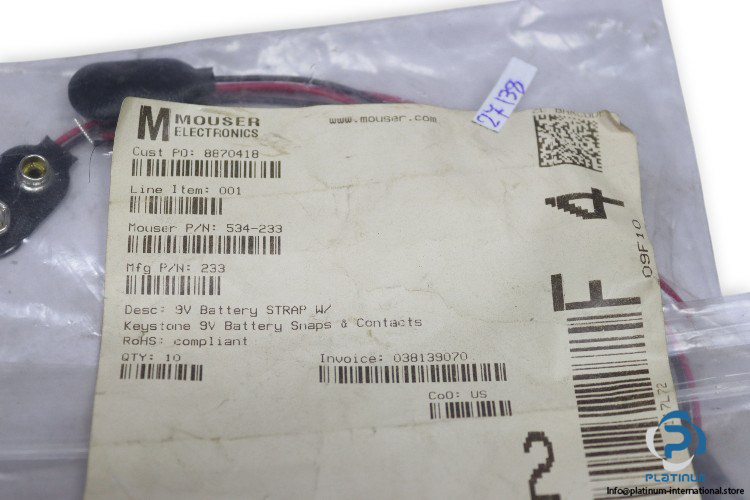 MOUSER
ELECTRONICS
www.mouser.com
27138
Cust PO: 8870418
Line Item: 001
Mouser P/N: 534-233
Mfg P/N: 233
Desc: 9V Battery STRAP W/
Keystone 9V Battery Snaps & Contacts
RoHS: compliant
QTY: 10
Invoice: 038139070
CoO: US
F 4
09F10
2
PLATINUM
info@platinum-international.store